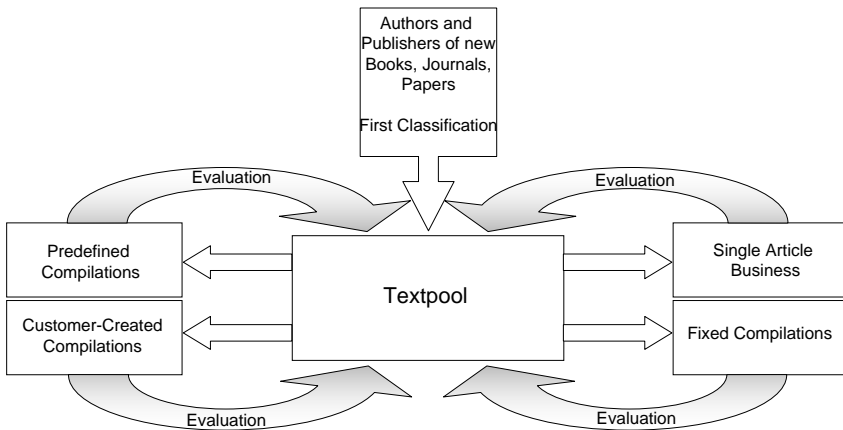 Authors and
Publishers of new
Books, Journals,
Papers
First Classification
Evaluation
Evaluation
Predefined
Compilations
Single Article
Business
Textpool
Customer-Created
Compilations
Fixed Compilations
Evaluation
Evaluation